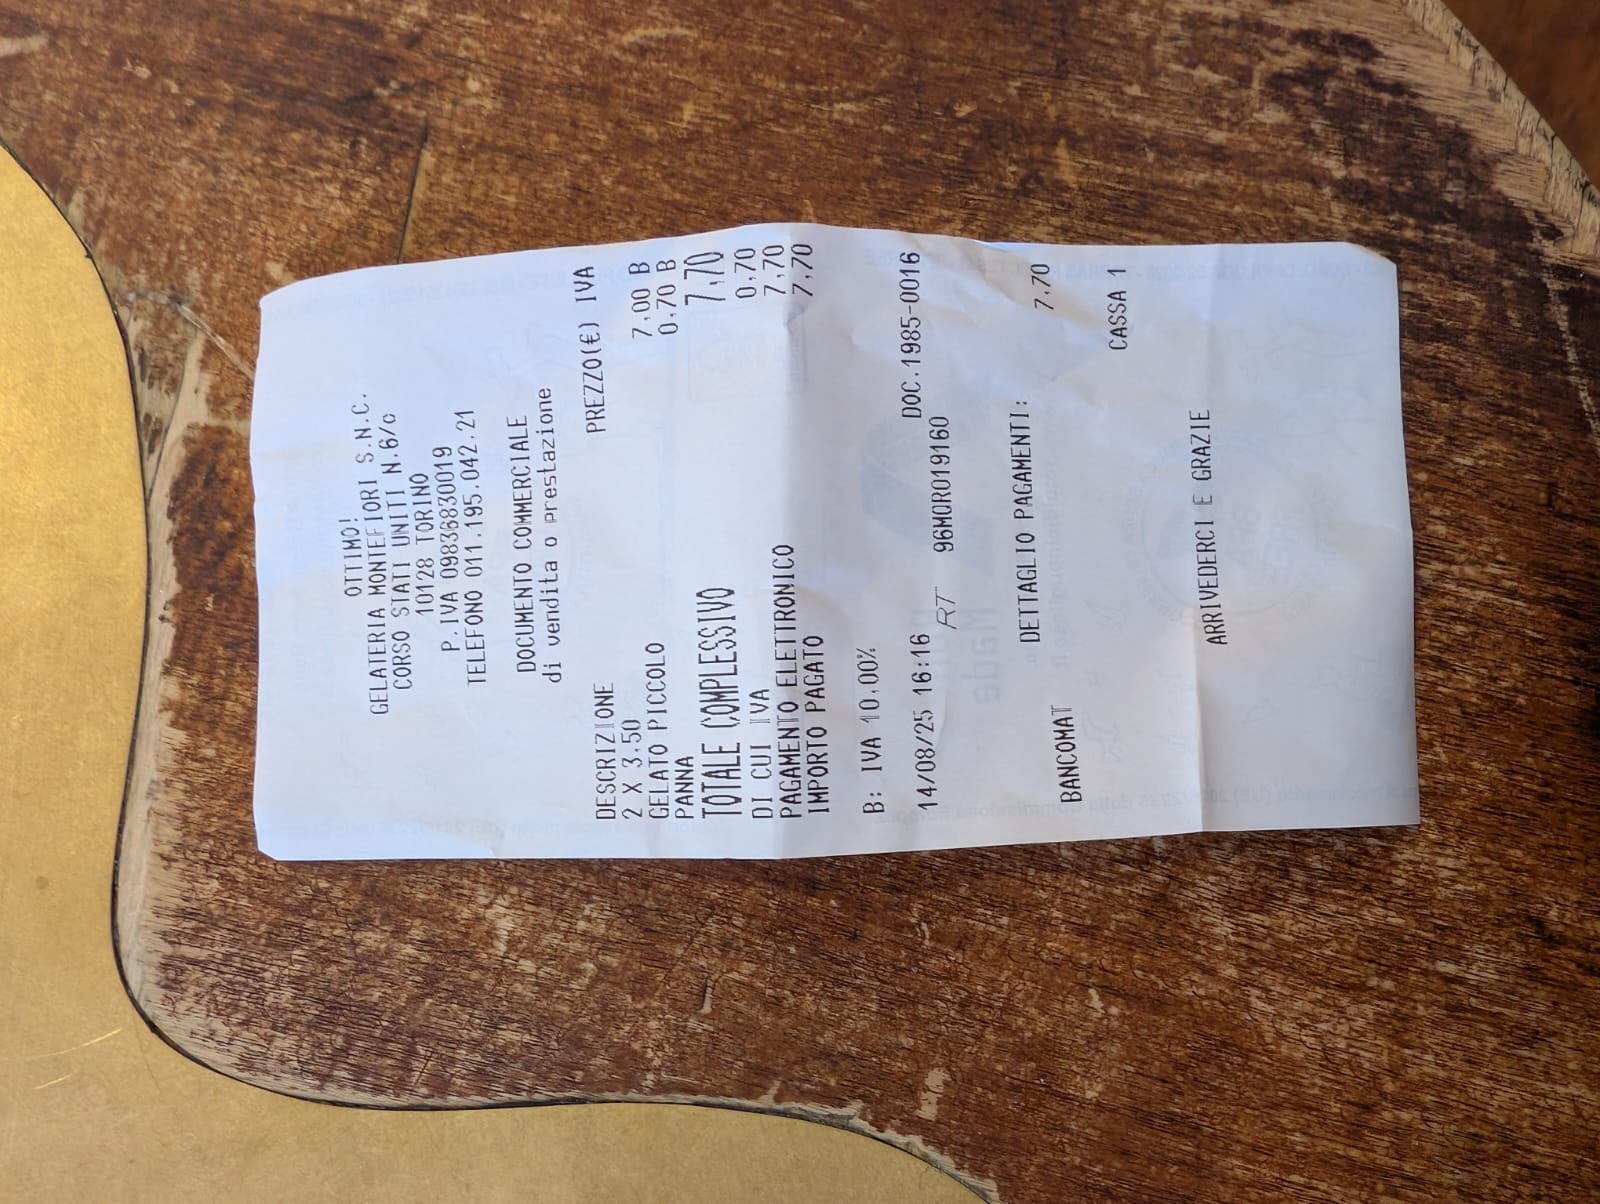 OTTIMO!
GELATERIA MONTEFIORI S.N.C.
CORSO STATI UNITI N.6/c
10128 TORINO
P.IVA 09836830019
TELEFONO 011.195.042.21
DOCUMENTO COMMERCIALE
di vendita o prestazione
DESCRIZIONE PREZZO(€) IVA
2 X 3,50
GELATO PICCOLO 7,00 B
PANNA 0,70 B
TOTALE COMPLESSIVO 7,70
DI CUI IVA 0,70
PAGAMENTO ELETTRONICO 7,70
IMPORTO PAGATO 7,70
B: IVA 10,00%
14/08/25 16:16 DOC.1985-0016
RT 96MQR019160
DETTAGLIO PAGAMENTI:
BANCOMAT 7,70
CASSA 1
ARRIVEDERCI E GRAZIE